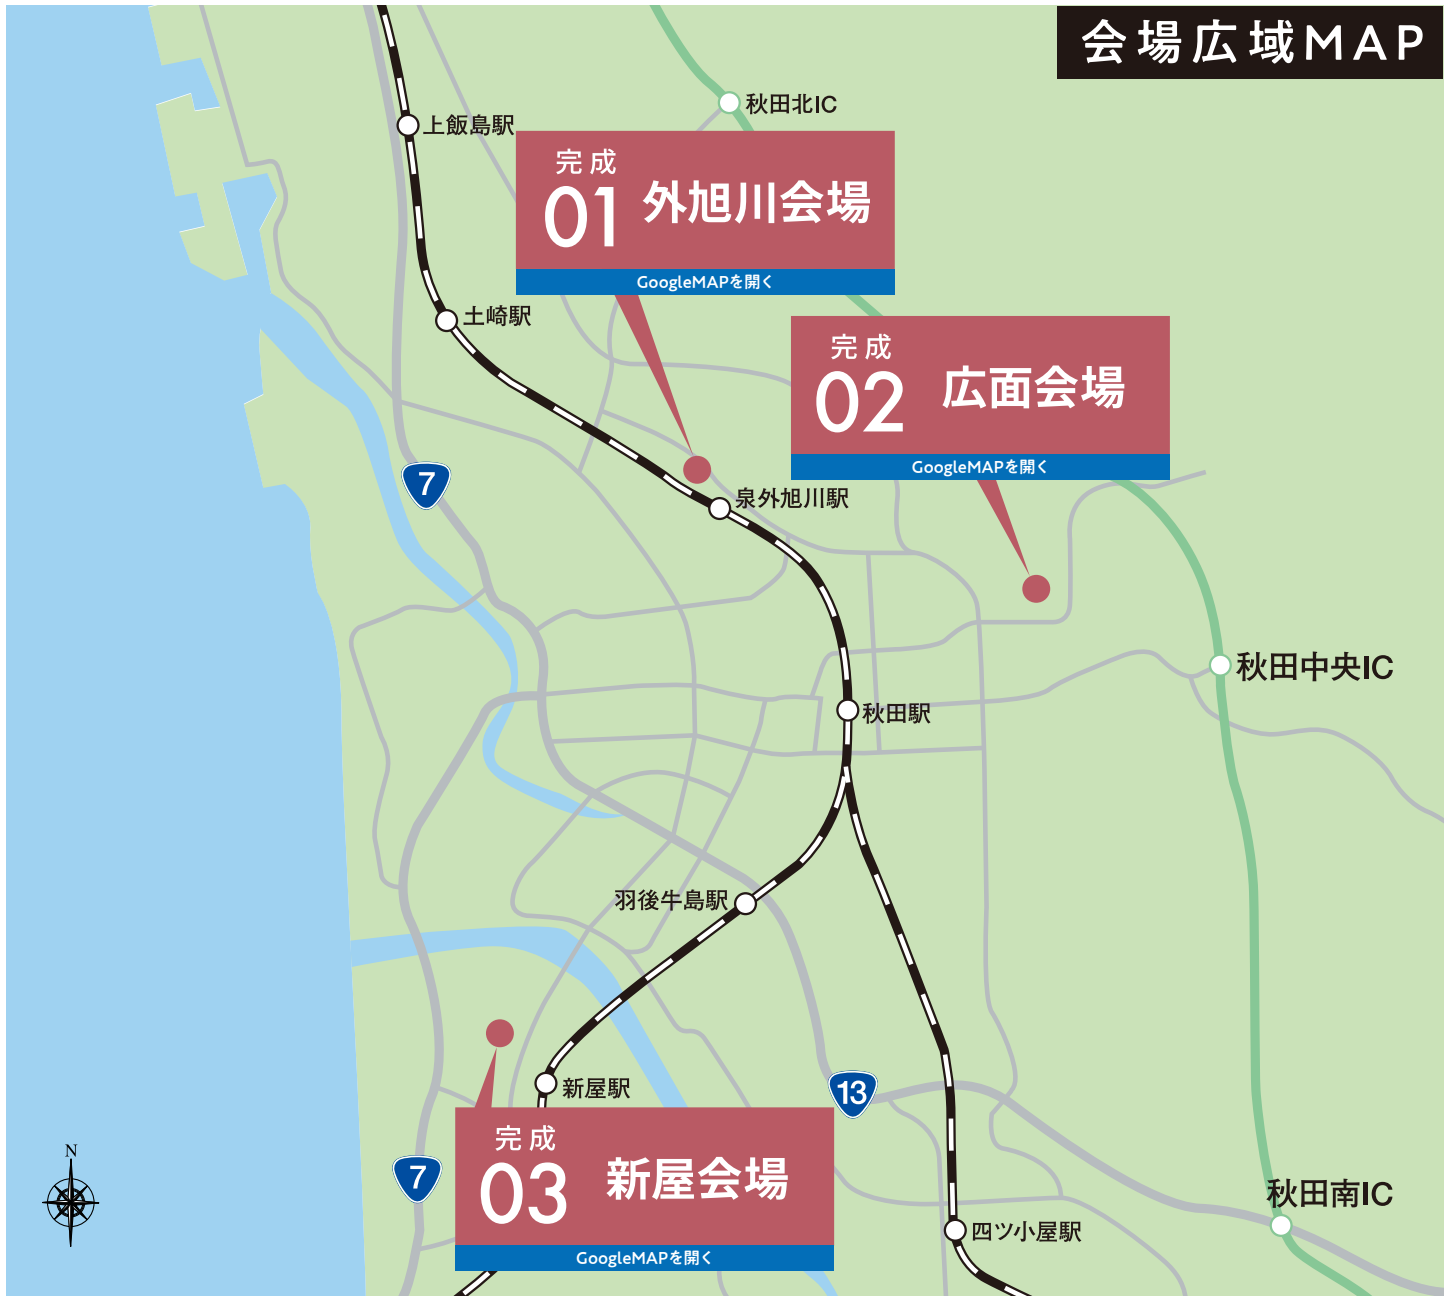 会場広域MAP
秋田北IC
上飯島駅
完成
01 外旭川会場
GoogleMAPを開く
土崎駅
完成
02 広面会場
GoogleMAPを開く
7
泉外旭川駅
秋田中央IC
秋田駅
羽後牛島駅
新屋駅
13
完成
03 新屋会場
GoogleMAPを開く
N
7
秋田南IC
四ツ小屋駅